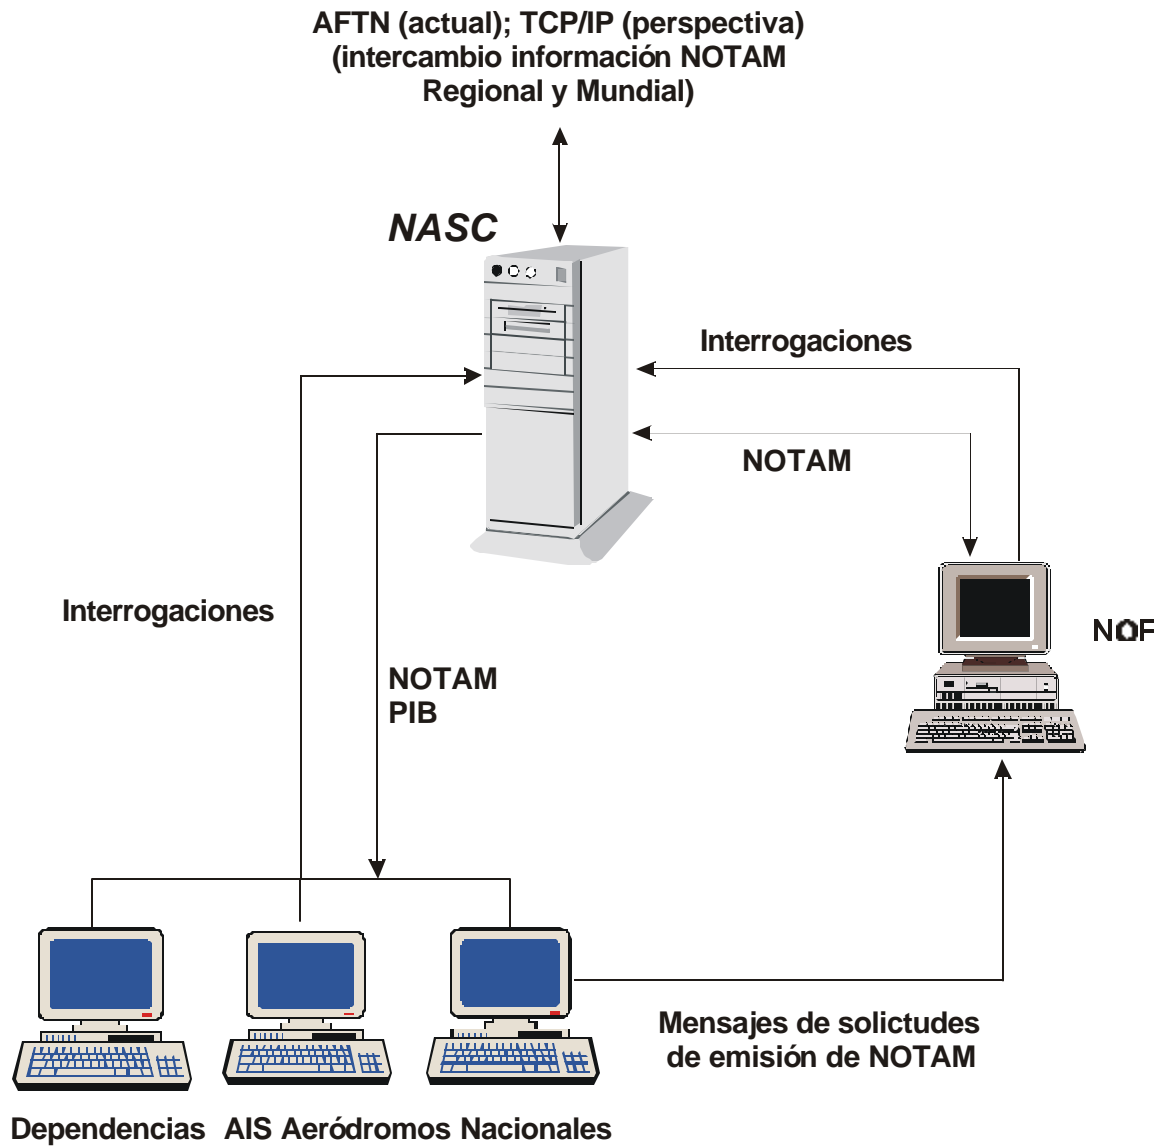 AFTN (actual); TCP/IP (perspectiva)
(intercambio información NOTAM
Regional y Mundial)
NASC
Interrogaciones
NOTAM
Interrogaciones
NOF
NOTAM
PIB
Mensajes de solictudes
de emisión de NOTAM
Dependencias AIS Aeródromos Nacionales